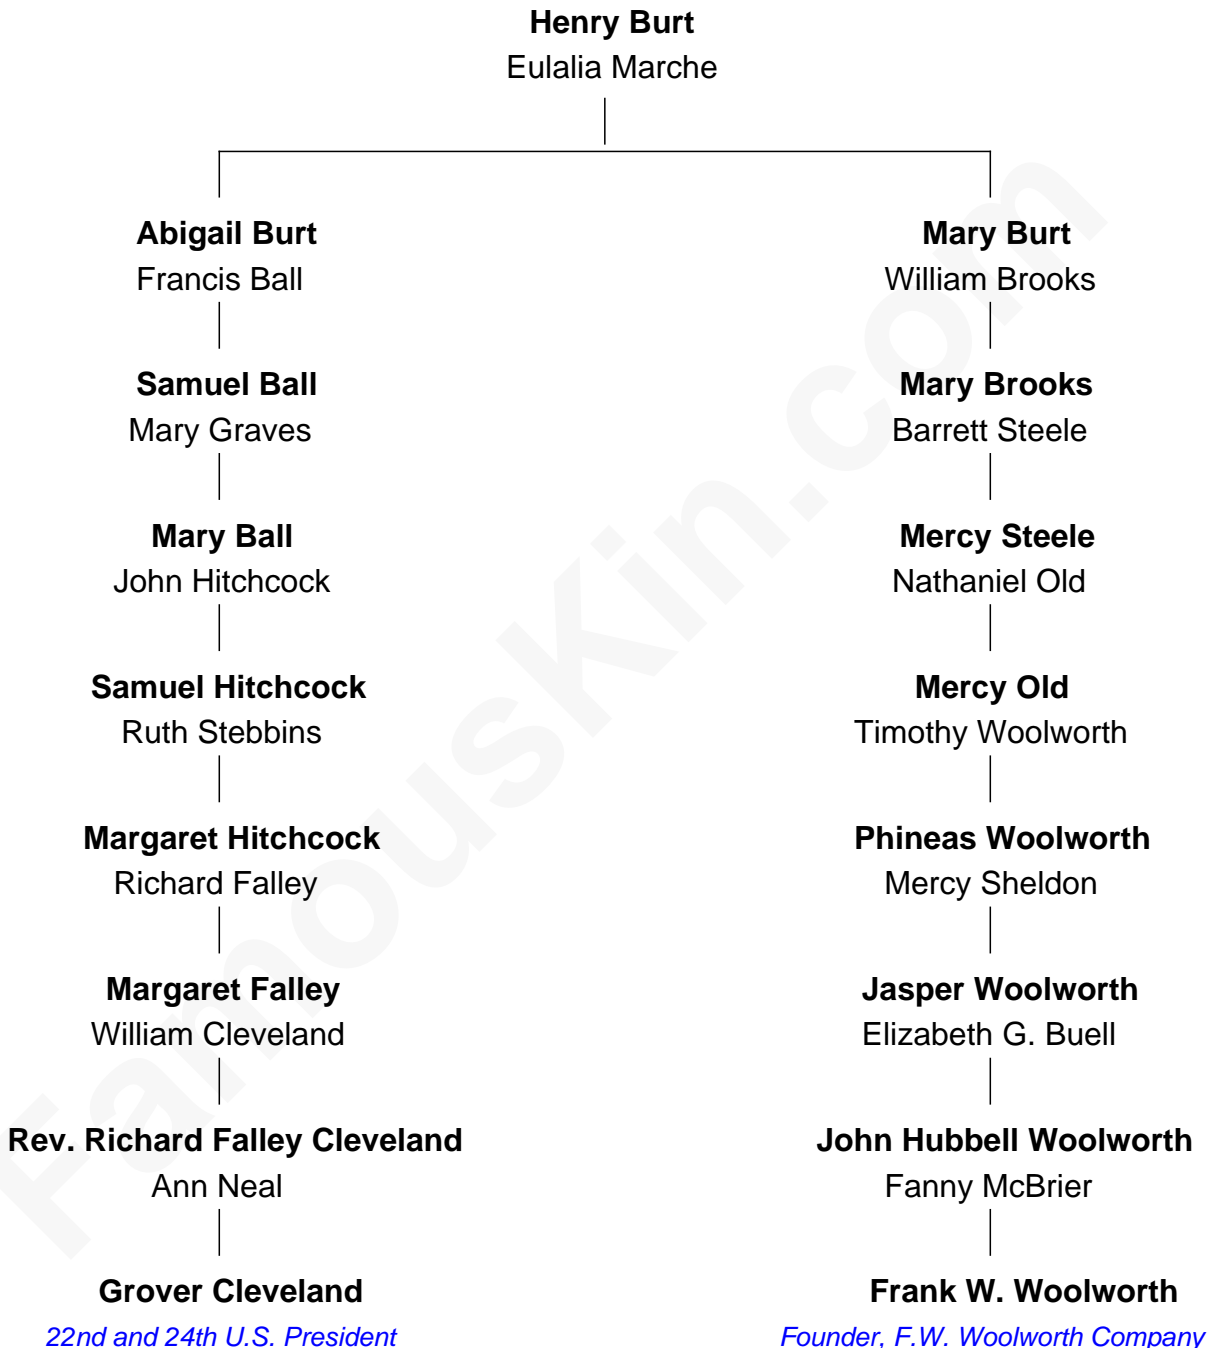 Henry Burt
Eulalia Marche
Abigail Burt
Francis Ball
Mary Burt
William Brooks
Samuel Ball
Mary Graves
Mary Brooks
Barrett Steele
Mary Ball
John Hitchcock
Mercy Steele
Nathaniel Old
Samuel Hitchcock
Ruth Stebbins
Mercy Old
Timothy Woolworth
Margaret Hitchcock
Richard Falley
Phineas Woolworth
Mercy Sheldon
Margaret Falley
William Cleveland
Jasper Woolworth
Elizabeth G. Buell
Rev. Richard Falley Cleveland
Ann Neal
John Hubbell Woolworth
Fanny McBrier
Grover Cleveland
22nd and 24th U.S. President
Frank W. Woolworth
Founder, F.W. Woolworth Company
FamousKin.com